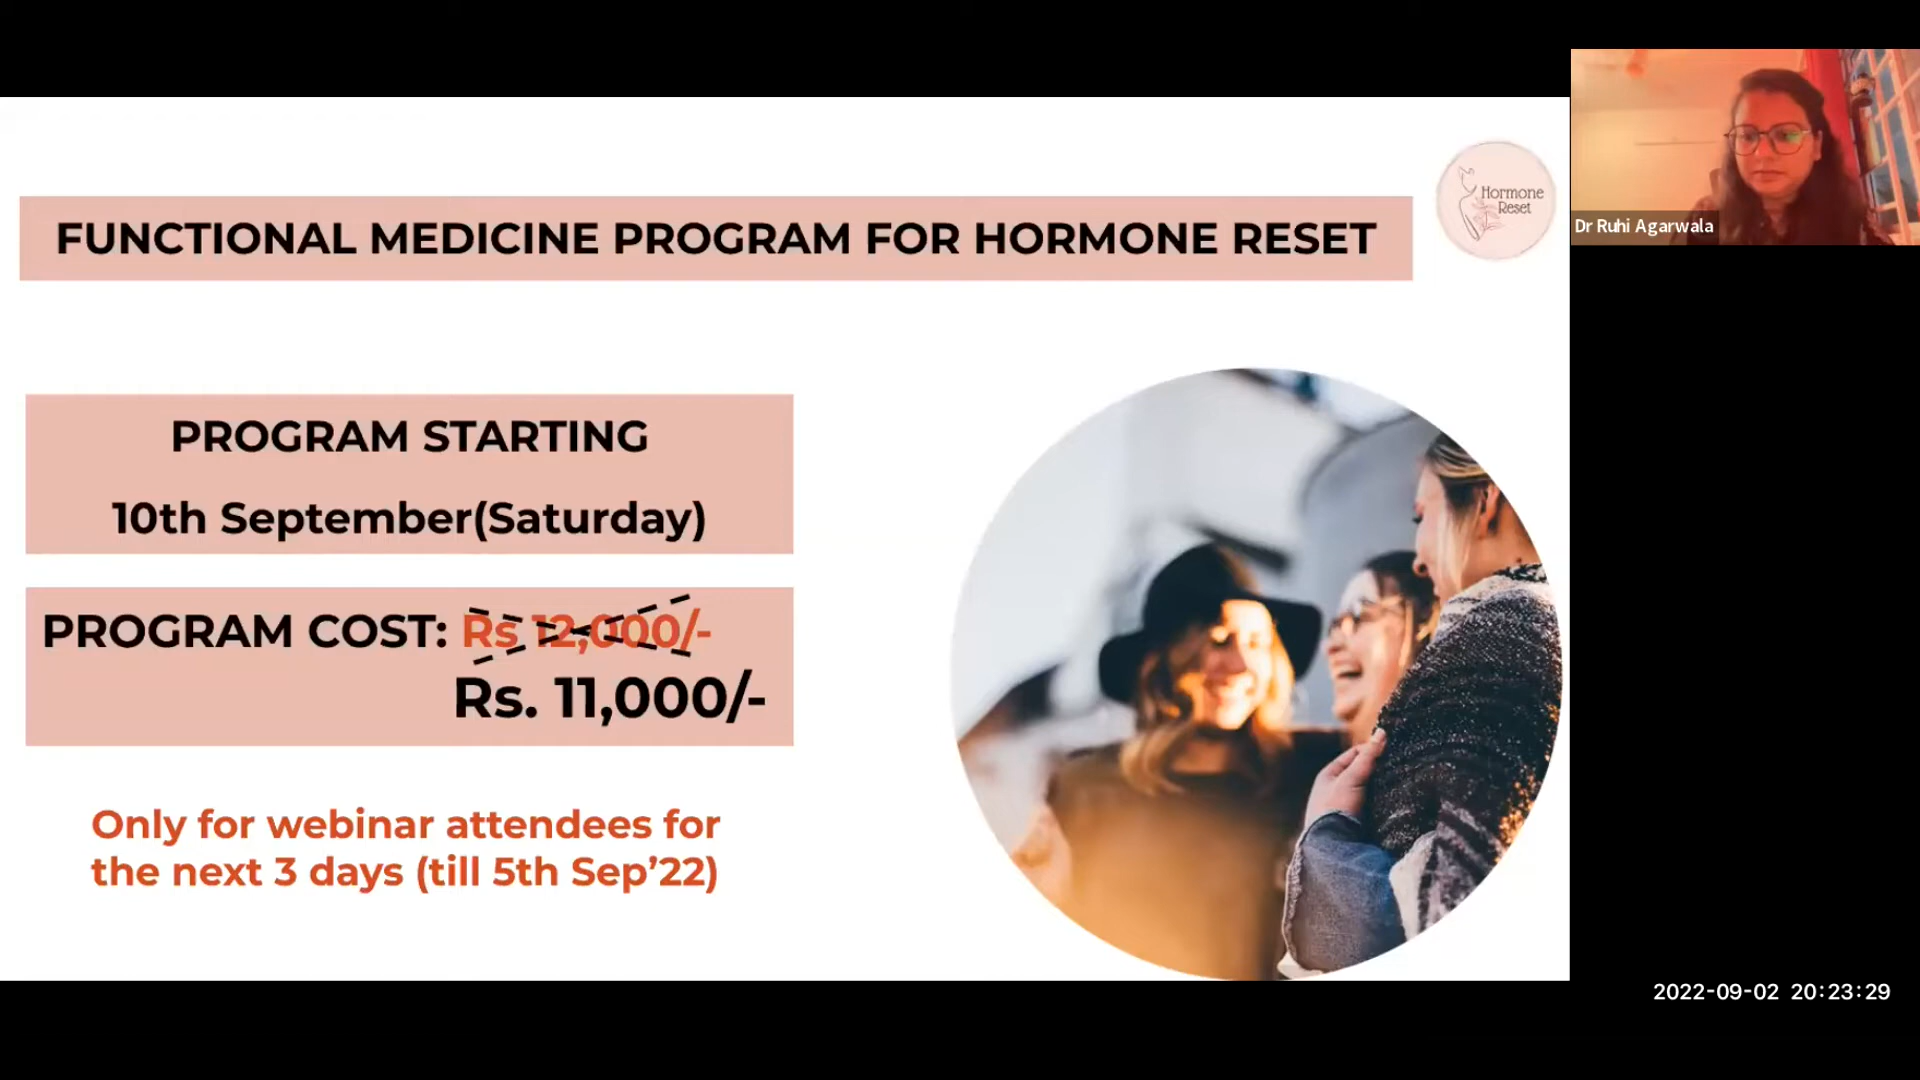 FUNCTIONAL MEDICINE PROGRAM FOR HORMONE RESET
Hormone
Reset
Dr Ruhi Agarwala
PROGRAM STARTING
10th September(Saturday)
PROGRAM COST: Rs 12,000/-
Rs. 11,000/-
Only for webinar attendees for
the next 3 days (till 5th Sep’22)
2022-09-02 20:23:29